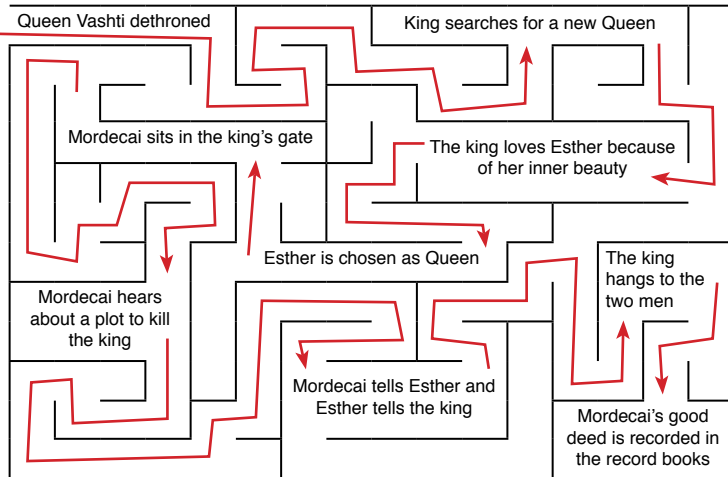 Queen Vashti dethroned
King searches for a new Queen
Mordecai sits in the king's gate
The king loves Esther because
of her inner beauty
Esther is chosen as Queen
Mordecai hears
about a plot to kill
the king
The king
hangs to the
two men
Mordecai tells Esther and
Esther tells the king
Mordecai's good
deed is recorded in
the record books